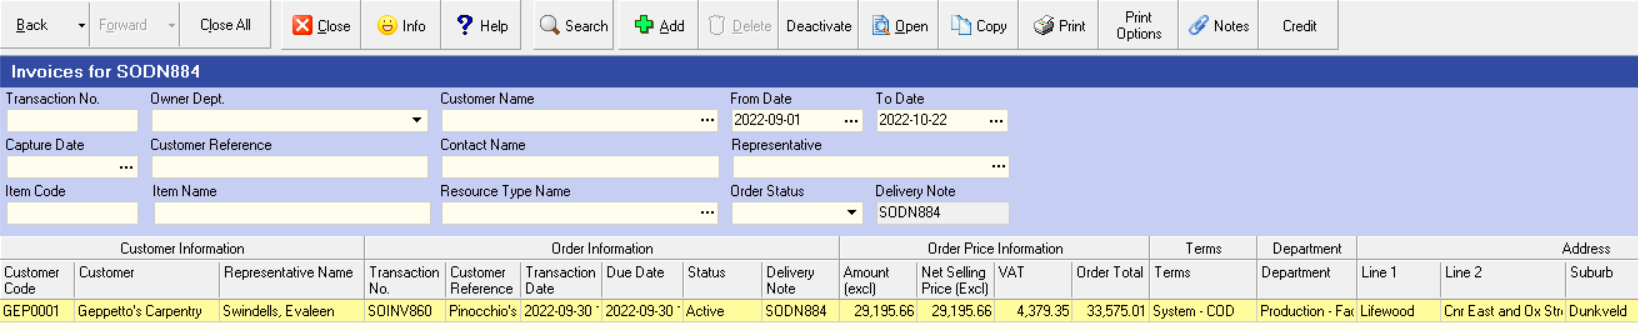 Back Forward Close All Close Info Help Search Add Delete Deactivate Open Copy Print Print Options Notes Credit
Invoices for SODN884
Transaction No. Owner Dept. Customer Name From Date To Date
2022-09-01 2022-10-22
Capture Date Customer Reference Contact Name Representative
Item Code Item Name Resource Type Name Order Status Delivery Note
SODN884
Customer Information Order Information Order Price Information Terms Department Address
Customer Code Customer Representative Name Transaction No. Customer Reference Transaction Date Due Date Status Delivery Note Amount (excl) Net Selling Price (Excl) VAT Order Total Terms Department Line 1 Line 2 Suburb
GEP0001 Geppetto's Carpentry Swindells, Evaleen SOINV860 Pinocchio's 2022-09-30 2022-09-30 Active SODN884 29,195.66 29,195.66 4,379.35 33,575.01 System - COD Production - Fac Lifewood Cnr East and Ox Str Dunkveld